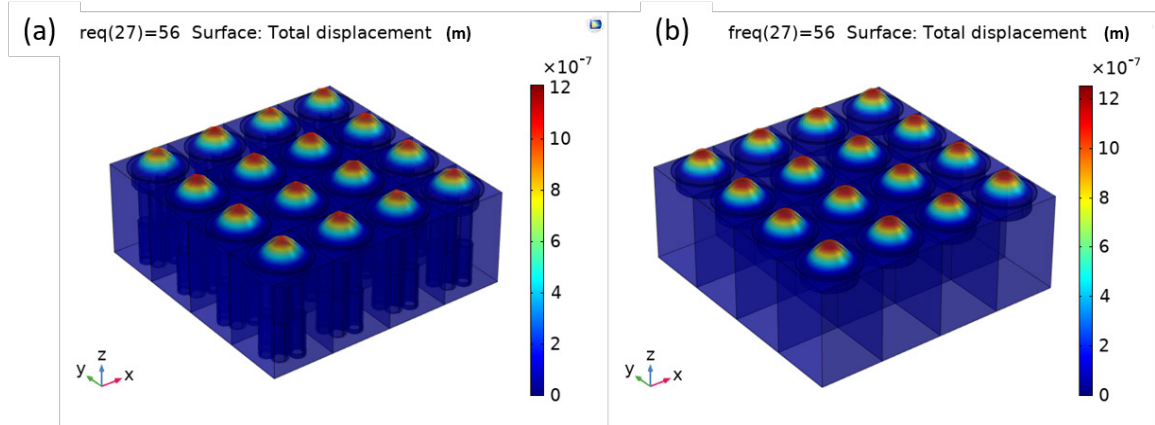 (a) req(27)=56 Surface: Total displacement (m)
×10⁻⁷
12
10
8
6
4
2
0
z
y
x
(b) freq(27)=56 Surface: Total displacement (m)
×10⁻⁷
12
10
8
6
4
2
0
z
y
x